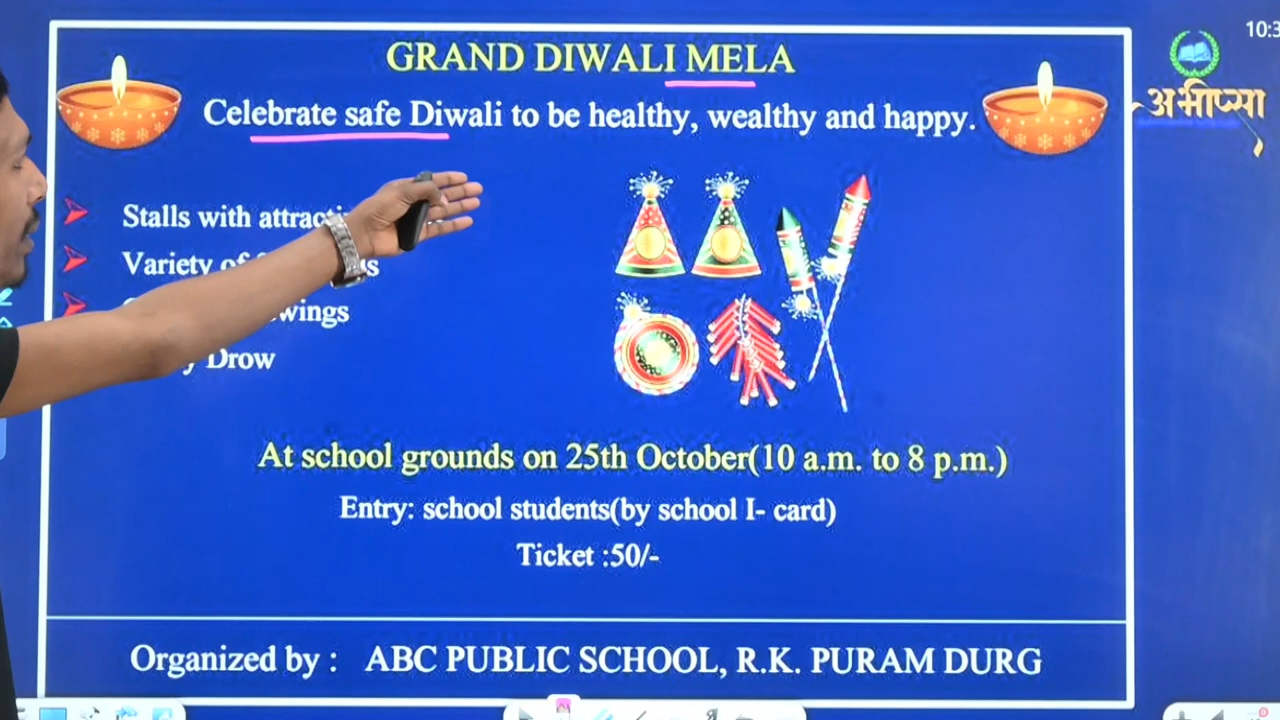 10:3
GRAND DIWALI MELA
अभीप्सा
Celebrate safe Diwali to be healthy, wealthy and happy.
Stalls with
Variety of
Drow
At school grounds on 25th October(10 a.m. to 8 p.m.)
Entry: school students(by school I- card)
Ticket :50/-
Organized by : ABC PUBLIC SCHOOL, R.K. PURAM DURG